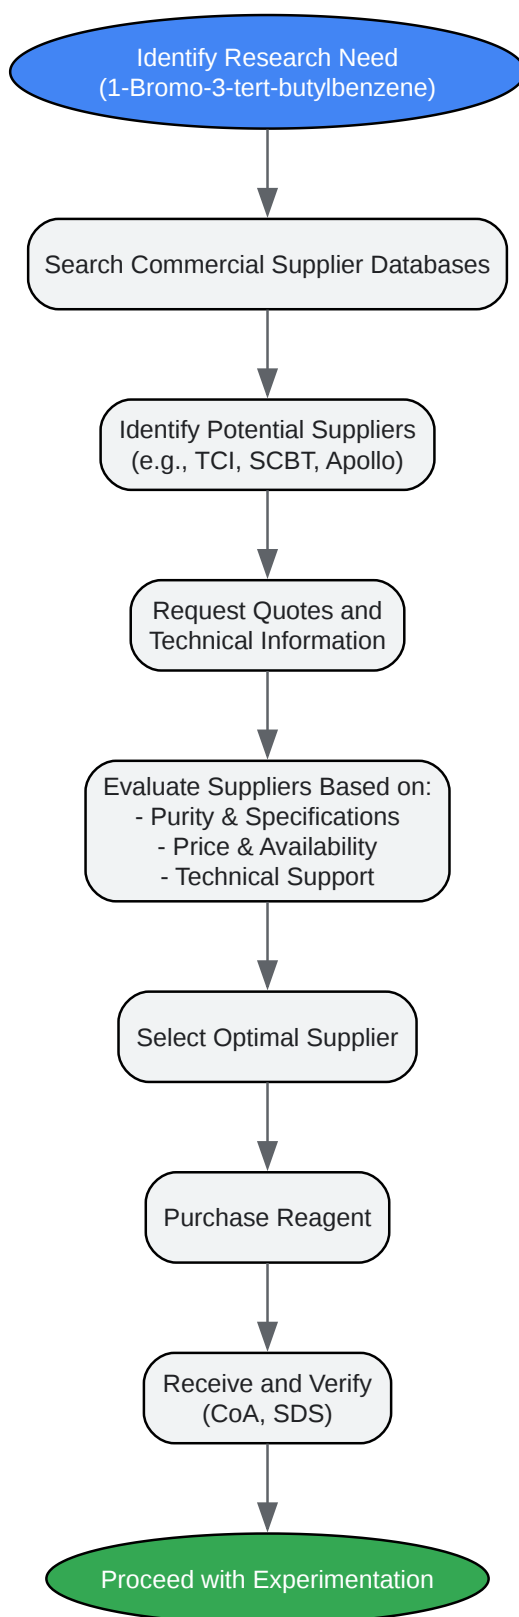 Identify Research Need
(1-Bromo-3-tert-butylbenzene)
Search Commercial Supplier Databases
Identify Potential Suppliers
(e.g., TCI, SCBT, Apollo)
Request Quotes and
Technical Information
Evaluate Suppliers Based on:
- Purity & Specifications
- Price & Availability
- Technical Support
Select Optimal Supplier
Purchase Reagent
Receive and Verify
(CoA, SDS)
Proceed with Experimentation